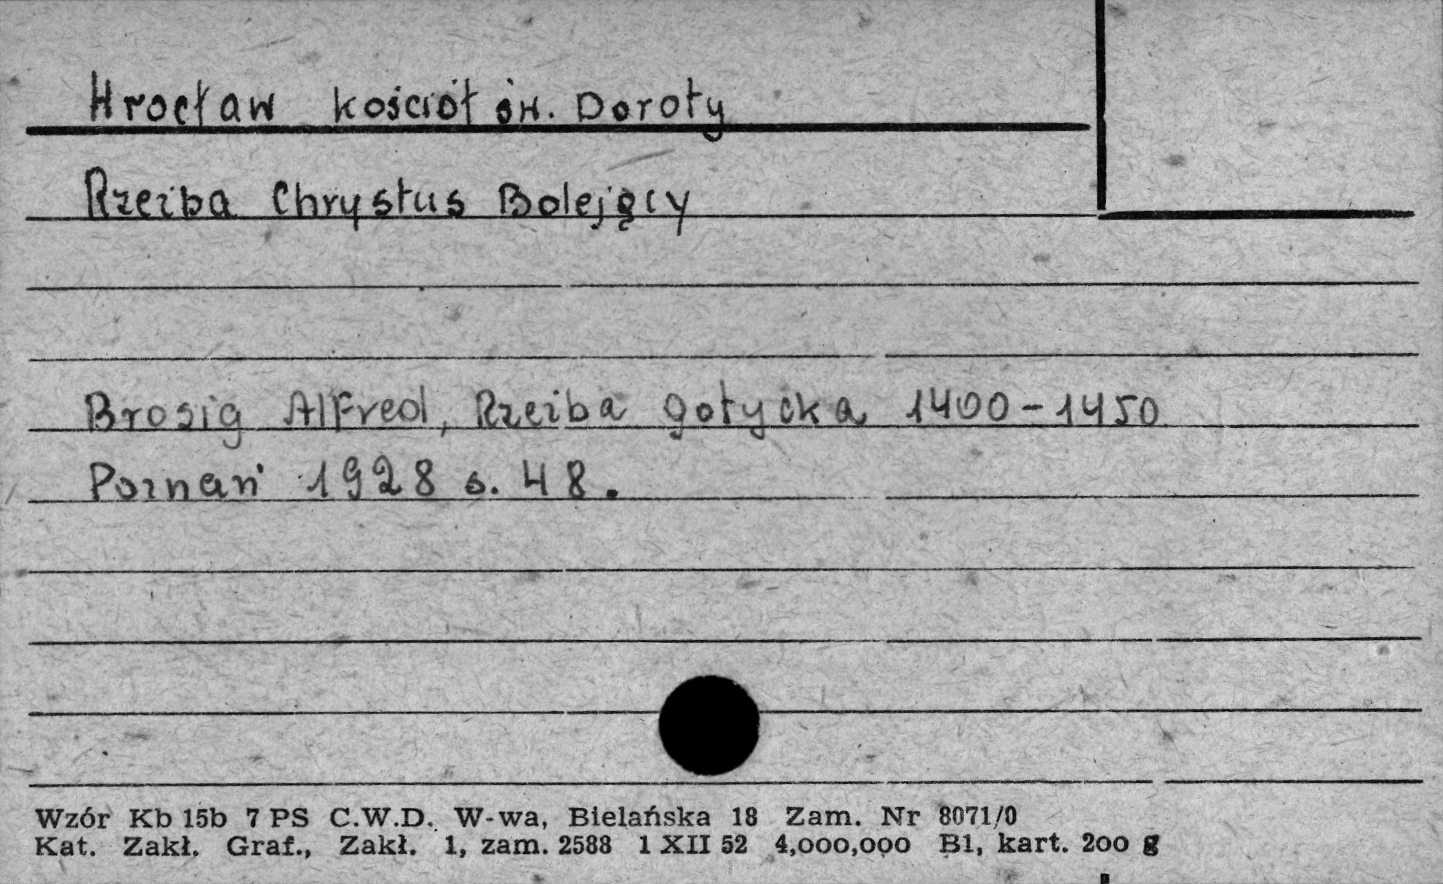 Wrocław kościół św. Doroty
Rzeźba Chrystus Bolejący
Brosig Alfred, Rzeźba gotycka 1400-1450
Poznań 1928 s. 48.
Wzór Kb 15b 7 PS C.W.D. W-wa, Bielańska 18 Zam. Nr 8071/0
Kat. Zakł. Graf., Zakł. 1, zam. 2588 1 XII 52 4,000,000 B1, kart. 200 g